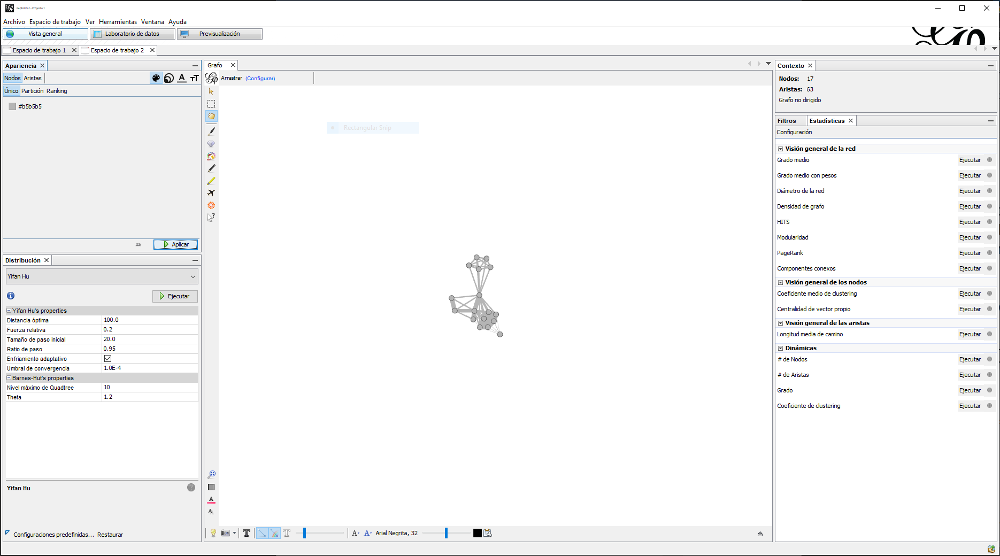 Gephi 0.9.2 - Proyecto 1
Archivo Espacio de trabajo Ver Herramientas Ventana Ayuda
Vista general Laboratorio de datos Previsualización
Espacio de trabajo 1 Espacio de trabajo 2
Apariencia
Nodos Aristas
Único Partición Ranking
#b5b5b5
Aplicar
Distribución
Yifan Hu
Ejecutar
Yifan Hu's properties
Distancia óptima 100.0
Fuerza relativa 0.2
Tamaño de paso inicial 20.0
Ratio de paso 0.95
Enfriamiento adaptativo
Umbral de convergencia 1.0E-4
Barnes-Hut's properties
Nivel máximo de Quadtree 10
Theta 1.2
Yifan Hu
Configuraciones predefinidas... Restaurar
Grafo
Arrastrar (Configurar)
Rectangular Snip
Arial Negrita, 32
Contexto
Nodos: 17
Aristas: 63
Grafo no dirigido
Filtros Estadísticas
Configuración
Visión general de la red
Grado medio Ejecutar
Grado medio con pesos Ejecutar
Diámetro de la red Ejecutar
Densidad de grafo Ejecutar
HITS Ejecutar
Modularidad Ejecutar
PageRank Ejecutar
Componentes conexos Ejecutar
Visión general de los nodos
Coeficiente medio de clustering Ejecutar
Centralidad de vector propio Ejecutar
Visión general de las aristas
Longitud media de camino Ejecutar
Dinámicas
# de Nodos Ejecutar
# de Aristas Ejecutar
Grado Ejecutar
Coeficiente de clustering Ejecutar